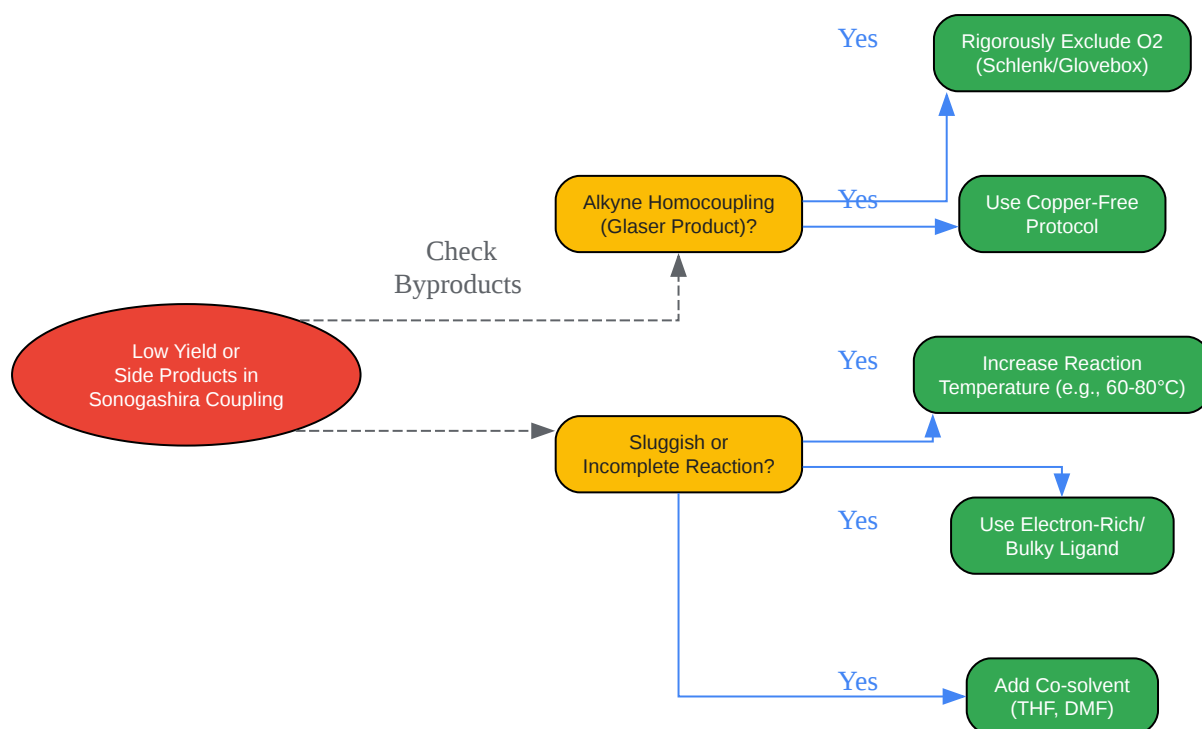 Yes
Rigorously Exclude O2
(Schlenk/Glovebox)
Alkyne Homocoupling
(Glaser Product)?
Yes
Use Copper-Free
Protocol
Check
Byproducts
Low Yield or
Side Products in
Sonogashira Coupling
Yes
Increase Reaction
Temperature (e.g., 60-80°C)
Sluggish or
Incomplete Reaction?
Yes
Use Electron-Rich/
Bulky Ligand
Yes
Add Co-solvent
(THF, DMF)